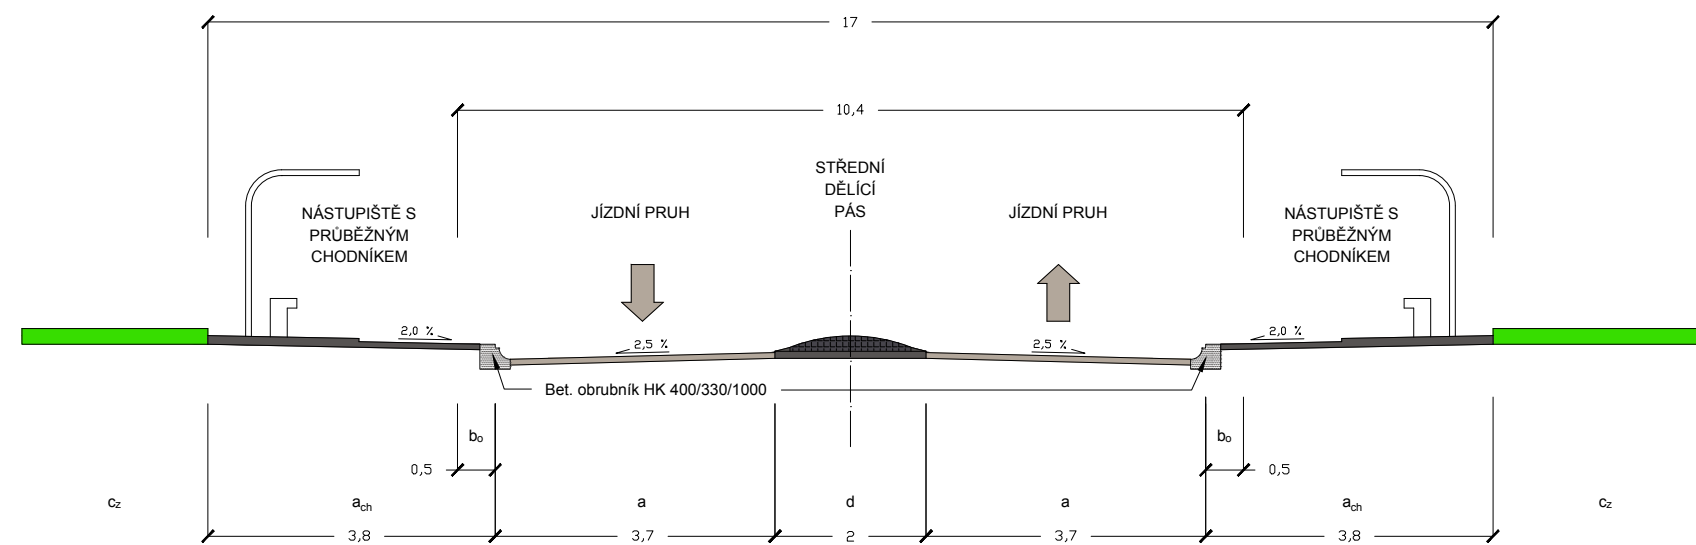 17
10,4
STŘEDNÍ
DĚLÍCÍ
PÁS
NÁSTUPIŠTĚ S
PRŮBĚŽNÝM
CHODNÍKEM
JÍZDNÍ PRUH
JÍZDNÍ PRUH
NÁSTUPIŠTĚ S
PRŮBĚŽNÝM
CHODNÍKEM
2,0 %
2,5 %
2,5 %
2,0 %
Bet. obrubník HK 400/330/1000
bo
bo
0,5
0,5
cz
ach
a
d
a
ach
cz
3,8
3,7
2
3,7
3,8